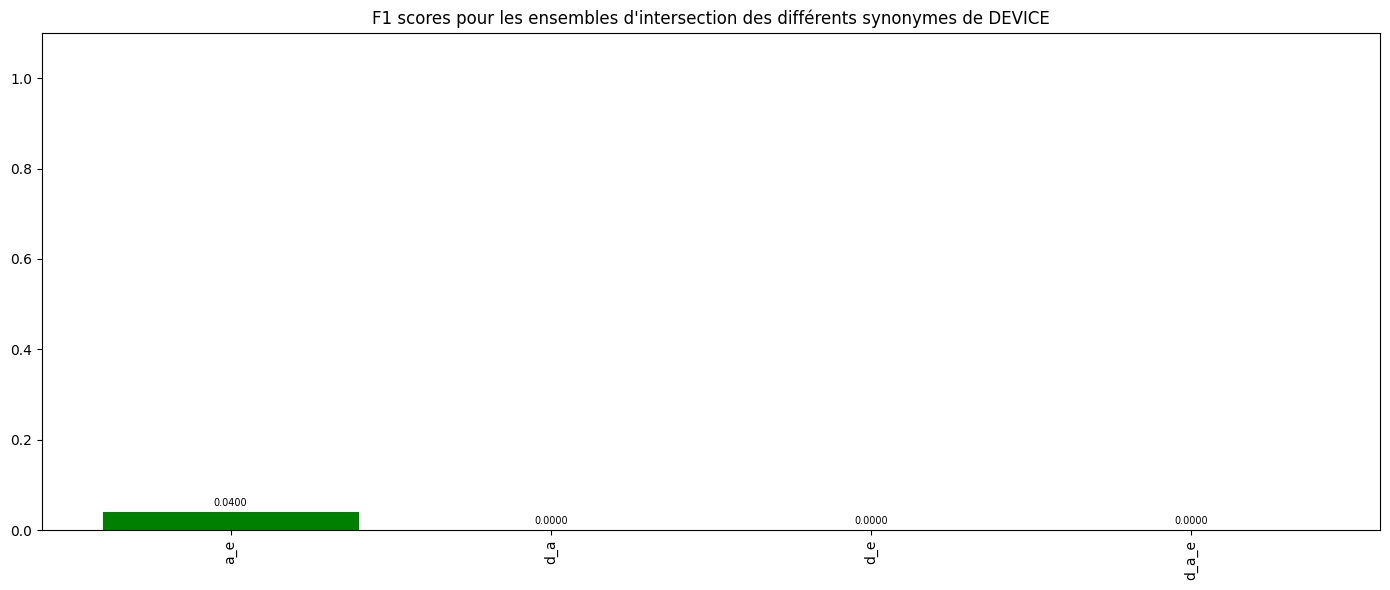 F1 scores pour les ensembles d'intersection des différents synonymes de DEVICE
1.0
0.8
0.6
0.4
0.2
0.0
0.0400
0.0000
0.0000
0.0000
a_e
d_a
d_e
d_a_e